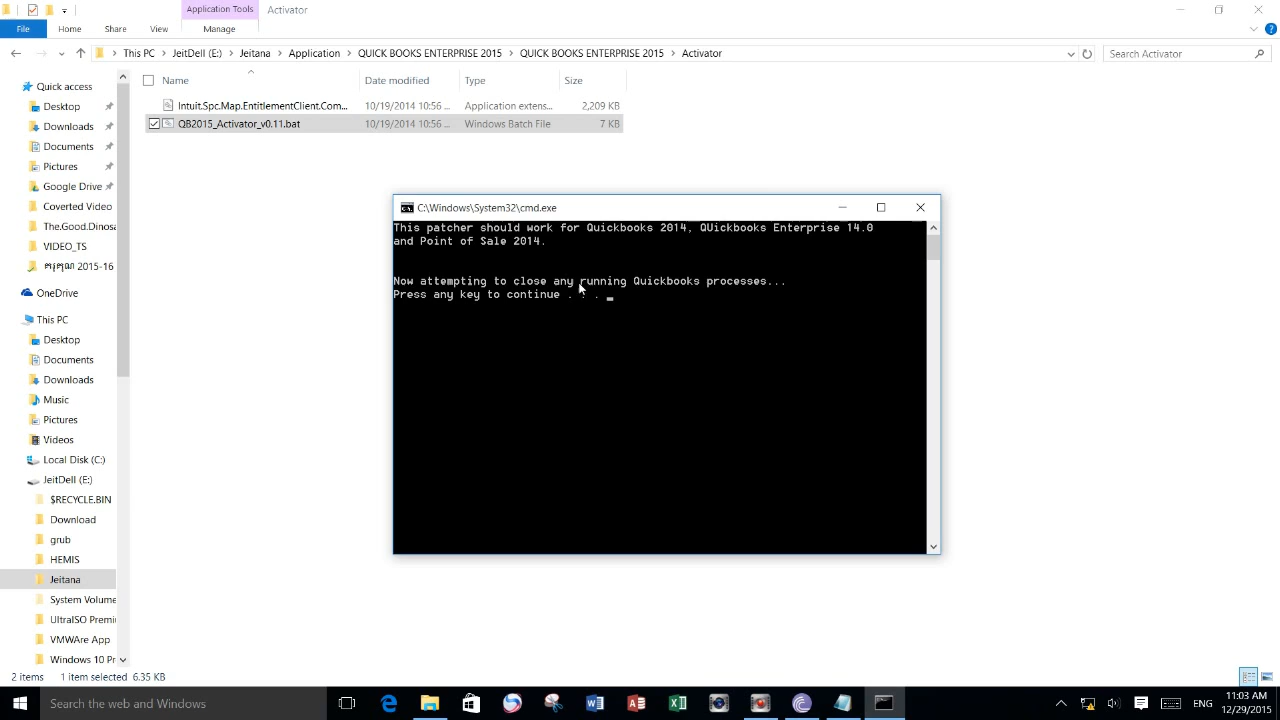 Application Tools
Activator
File
Home
Share
View
Manage
This PC
JeitDell (E:)
Jeitana
Application
QUICK BOOKS ENTERPRISE 2015
QUICK BOOKS ENTERPRISE 2015
Activator
Search Activator
Name
Date modified
Type
Size
Intuit.Spc.Map.EntitlementClient.Com...
10/19/2014 10:56 ...
Application extens...
2,209 KB
QB2015_Activator_v0.11.bat
10/19/2014 10:56 ...
Windows Batch File
7 KB
Quick access
Desktop
Downloads
Documents
Pictures
Google Drive
Coverted Video
The.Good.Dinosa
VIDEO_TS
2015-16
OneDrive
This PC
Desktop
Documents
Downloads
Music
Pictures
Videos
Local Disk (C:)
JeitDell (E:)
$RECYCLE.BIN
Download
grub
HEMIS
Jeitana
System Volume
UltraISO Premi
VMWAre App
Windows 10 Pr
C:\Windows\System32\cmd.exe
This patcher should work for Quickbooks 2014, QUickbooks Enterprise 14.0
and Point of Sale 2014.
Now attempting to close any running Quickbooks processes...
Press any key to continue . . .
2 items
1 item selected 6.35 KB
Search the web and Windows
ENG
11:03 AM
12/29/2015